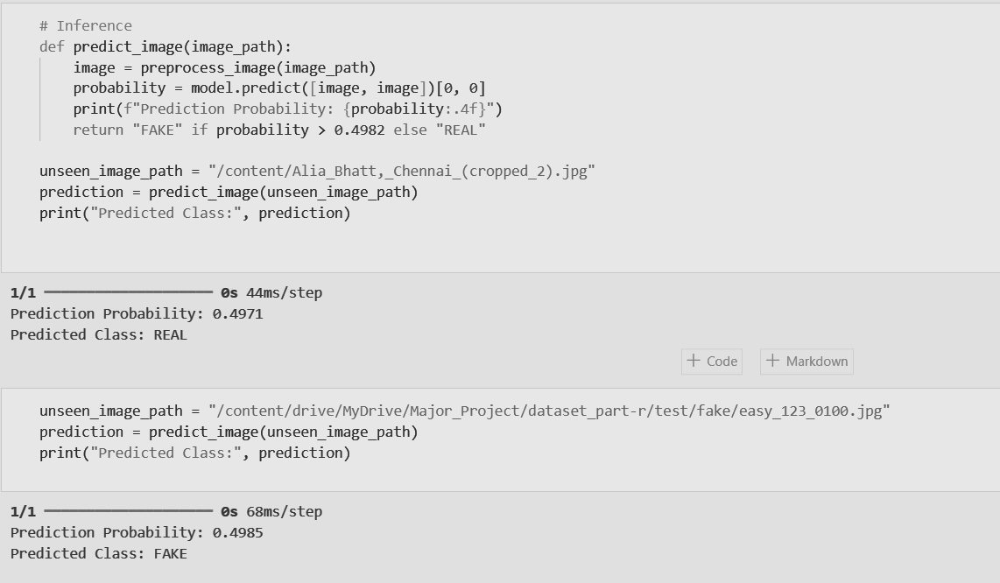 # Inference
def predict_image(image_path):
    image = preprocess_image(image_path)
    probability = model.predict([image, image])[0, 0]
    print(f"Prediction Probability: {probability:.4f}")
    return "FAKE" if probability > 0.4982 else "REAL"
unseen_image_path = "/content/Alia_Bhatt,_Chennai_(cropped_2).jpg"
prediction = predict_image(unseen_image_path)
print("Predicted Class:", prediction)
1/1 ━━━━━━━━━━━━━━━━━━━━ 0s 44ms/step
Prediction Probability: 0.4971
Predicted Class: REAL
+ Code + Markdown
unseen_image_path = "/content/drive/MyDrive/Major_Project/dataset_part-r/test/fake/easy_123_0100.jpg"
prediction = predict_image(unseen_image_path)
print("Predicted Class:", prediction)
1/1 ━━━━━━━━━━━━━━━━━━━━ 0s 68ms/step
Prediction Probability: 0.4985
Predicted Class: FAKE